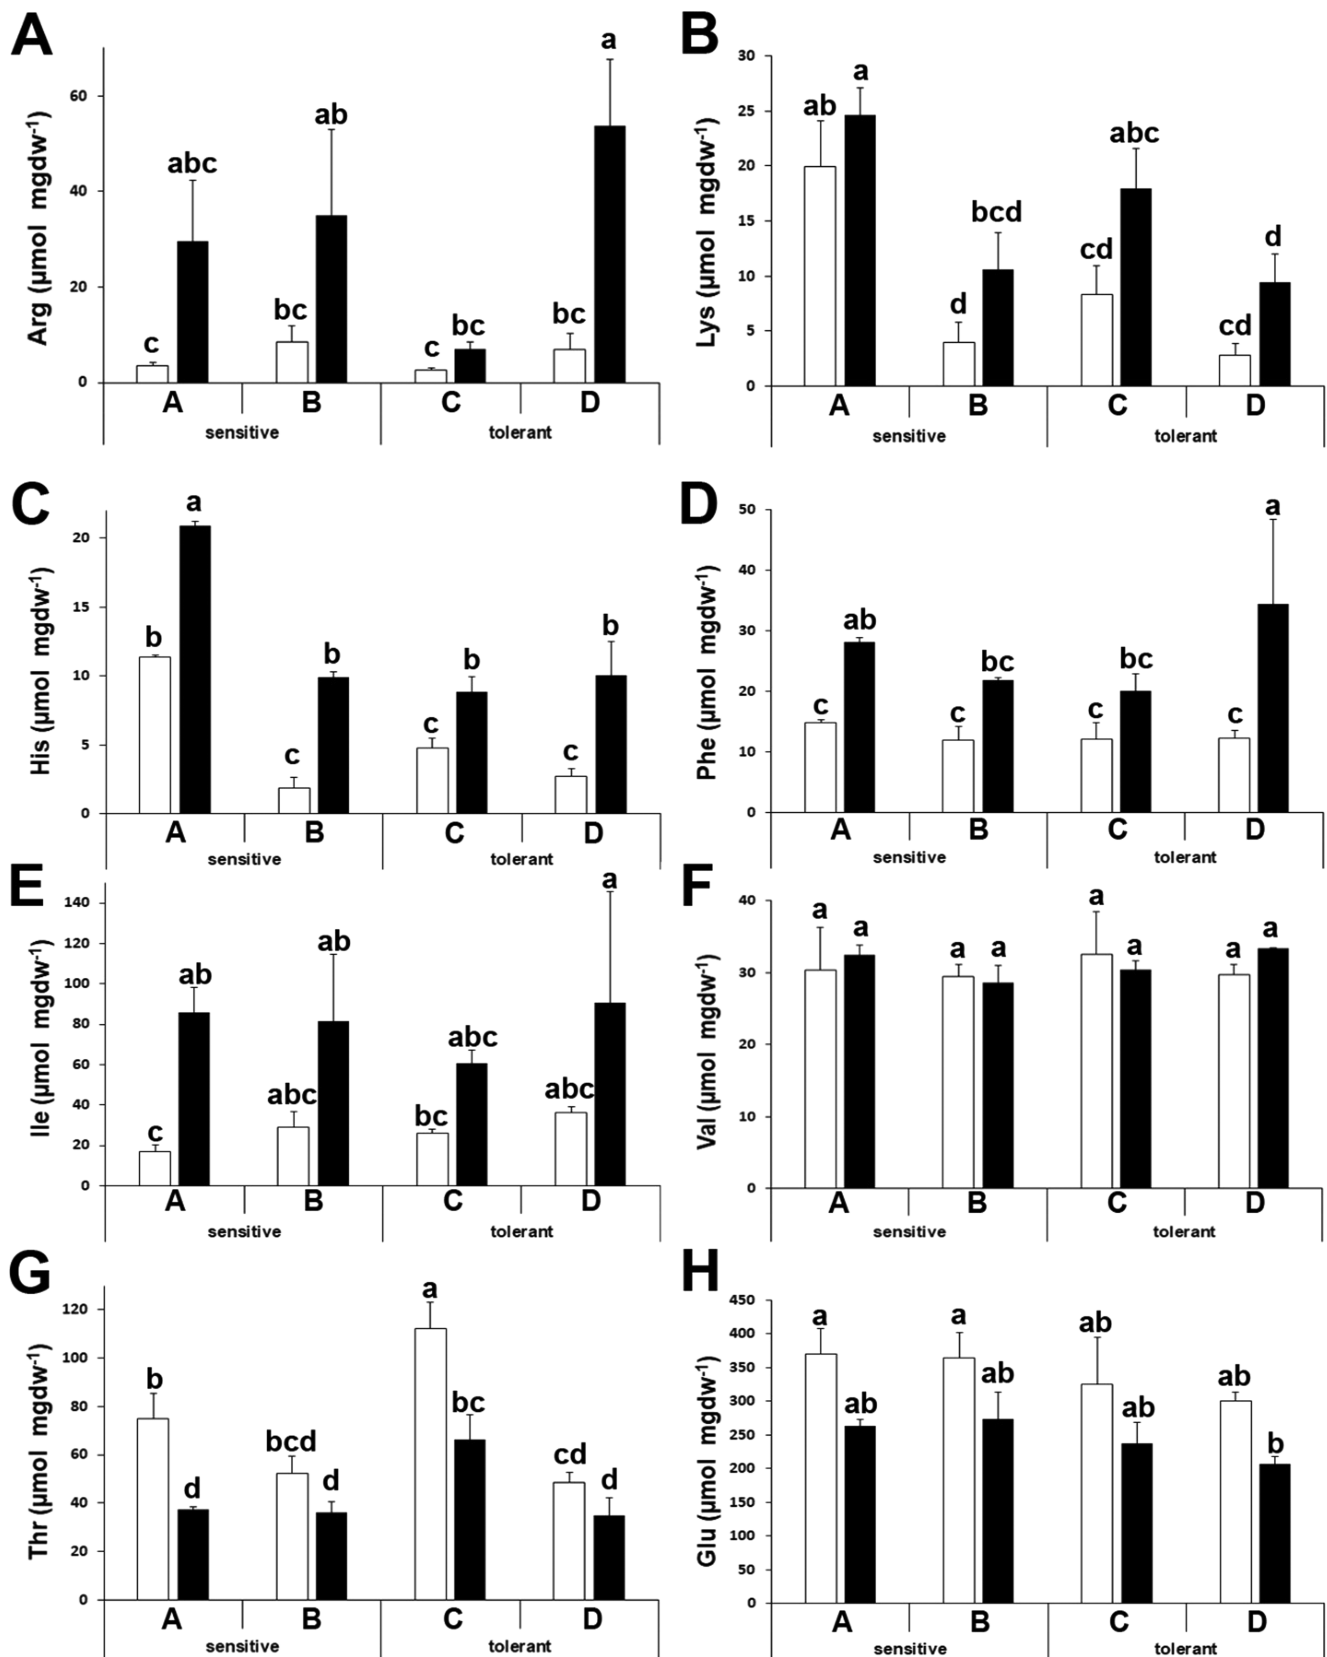 A
Arg (µmol mgdw-1)
60
40
20
0
c
abc
bc
ab
c
bc
bc
a
A B C D
sensitive tolerant
B
Lys (µmol mgdw-1)
30
25
20
15
10
5
0
ab
a
d
bcd
cd
abc
cd
d
A B C D
sensitive tolerant
C
His (µmol mgdw-1)
20
15
10
5
0
b
a
c
b
c
b
c
b
A B C D
sensitive tolerant
D
Phe (µmol mgdw-1)
50
40
30
20
10
0
c
ab
c
bc
c
bc
c
a
A B C D
sensitive tolerant
E
Ile (µmol mgdw-1)
140
120
100
80
60
40
20
0
c
ab
abc
ab
bc
abc
abc
a
A B C D
sensitive tolerant
F
Val (µmol mgdw-1)
40
30
20
10
0
a
a
a
a
a
a
a
a
A B C D
sensitive tolerant
G
Thr (µmol mgdw-1)
120
100
80
60
40
20
0
b
d
bcd
d
a
bc
cd
d
A B C D
sensitive tolerant
H
Glu (µmol mgdw-1)
450
400
350
300
250
200
150
100
50
0
a
ab
a
ab
ab
ab
ab
b
A B C D
sensitive tolerant